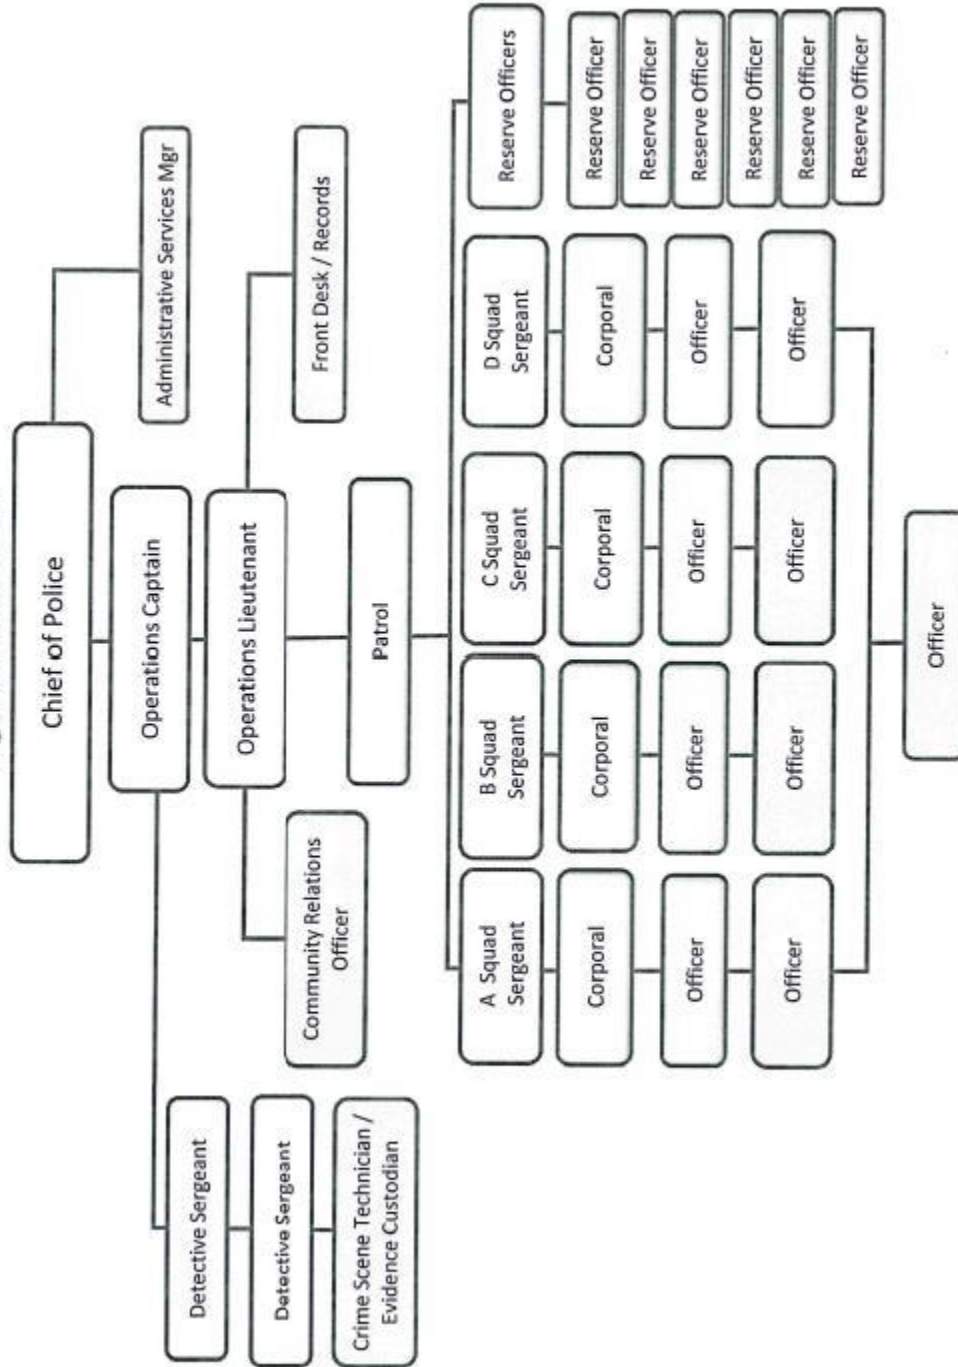 Chief of Police
Administrative Services Mgr
Operations Captain
Operations Lieutenant
Detective Sergeant
Detective Sergeant
Crime Scene Technician /
Evidence Custodian
Community Relations
Officer
Front Desk / Records
Patrol
A Squad
Sergeant
Corporal
Officer
Officer
B Squad
Sergeant
Corporal
Officer
Officer
C Squad
Sergeant
Corporal
Officer
Officer
D Squad
Sergeant
Corporal
Officer
Officer
Reserve Officers
Reserve Officer
Reserve Officer
Reserve Officer
Reserve Officer
Reserve Officer
Reserve Officer
Officer